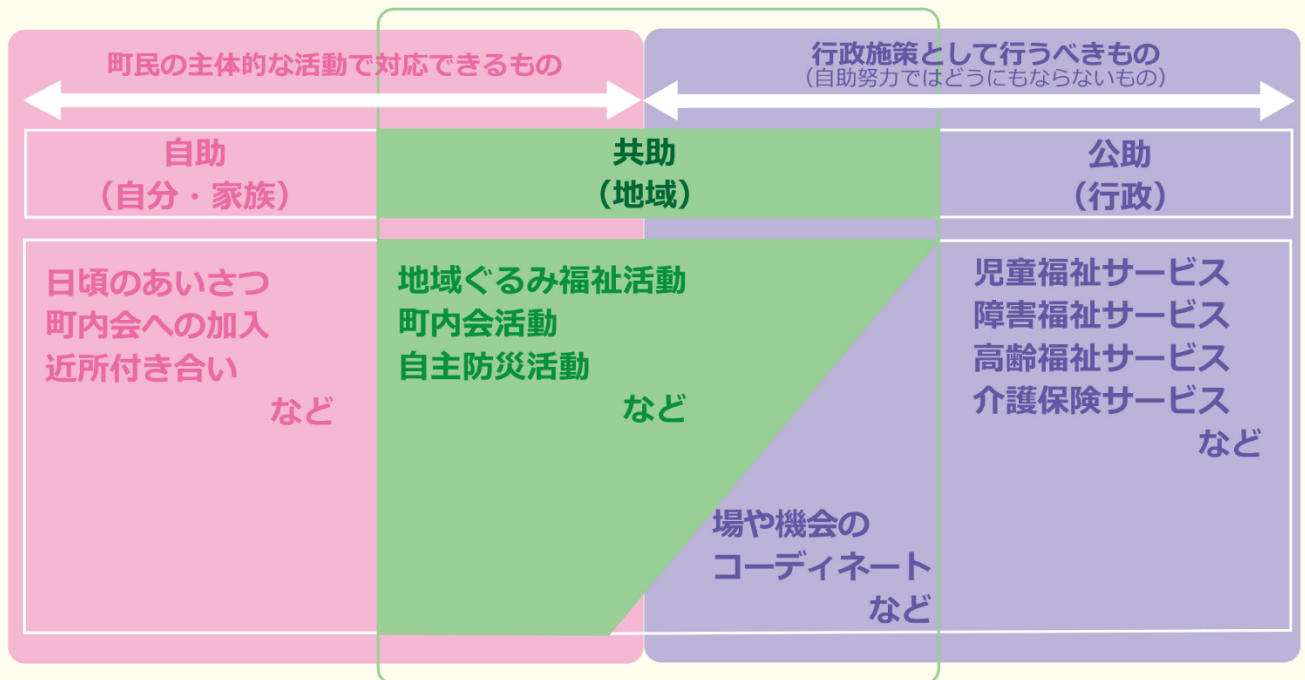 町民の主体的な活動で対応できるもの
行政施策として行うべきもの
（自助努力ではどうにもならないもの）
自助
（自分・家族）
共助
（地域）
公助
（行政）
日頃のあいさつ
町内会への加入
近所付き合い
など
地域ぐるみ福祉活動
町内会活動
自主防災活動
など
場や機会の
コーディネート
など
児童福祉サービス
障害福祉サービス
高齢福祉サービス
介護保険サービス
など